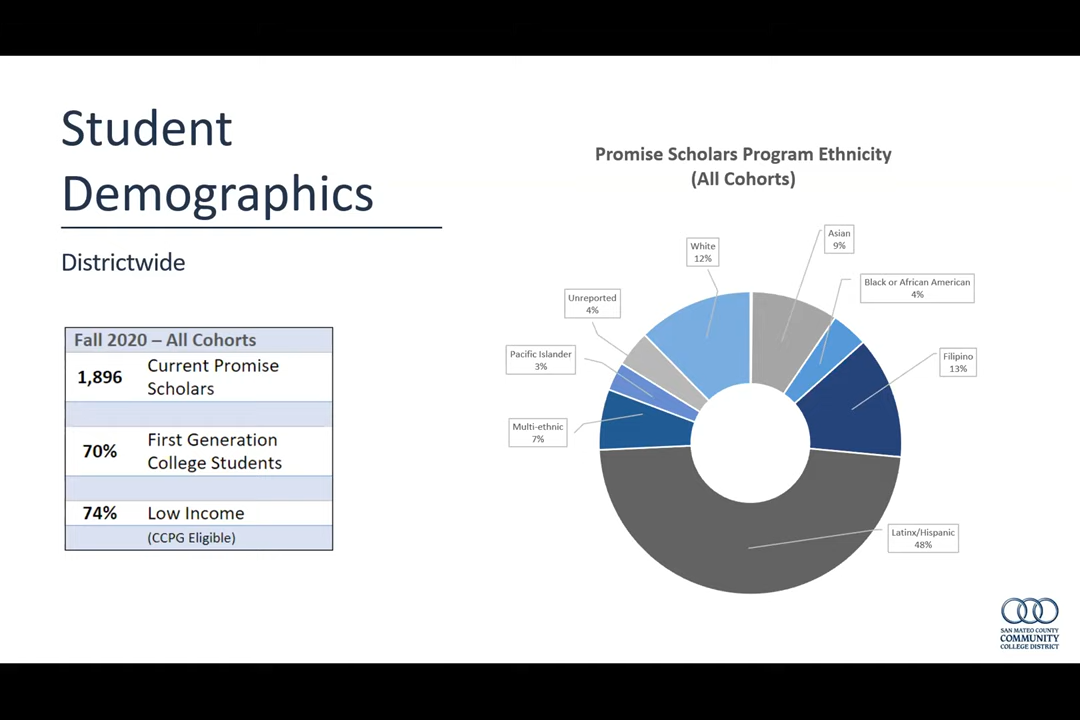 Student
Demographics
Districtwide
Fall 2020 – All Cohorts
1,896 Current Promise
Scholars
70% First Generation
College Students
74% Low Income
(CCPG Eligible)
Promise Scholars Program Ethnicity
(All Cohorts)
White
12%
Asian
9%
Black or African American
4%
Unreported
4%
Pacific Islander
3%
Filipino
13%
Multi-ethnic
7%
Latinx/Hispanic
48%
SAN MATEO COUNTY
COMMUNITY
COLLEGE DISTRICT